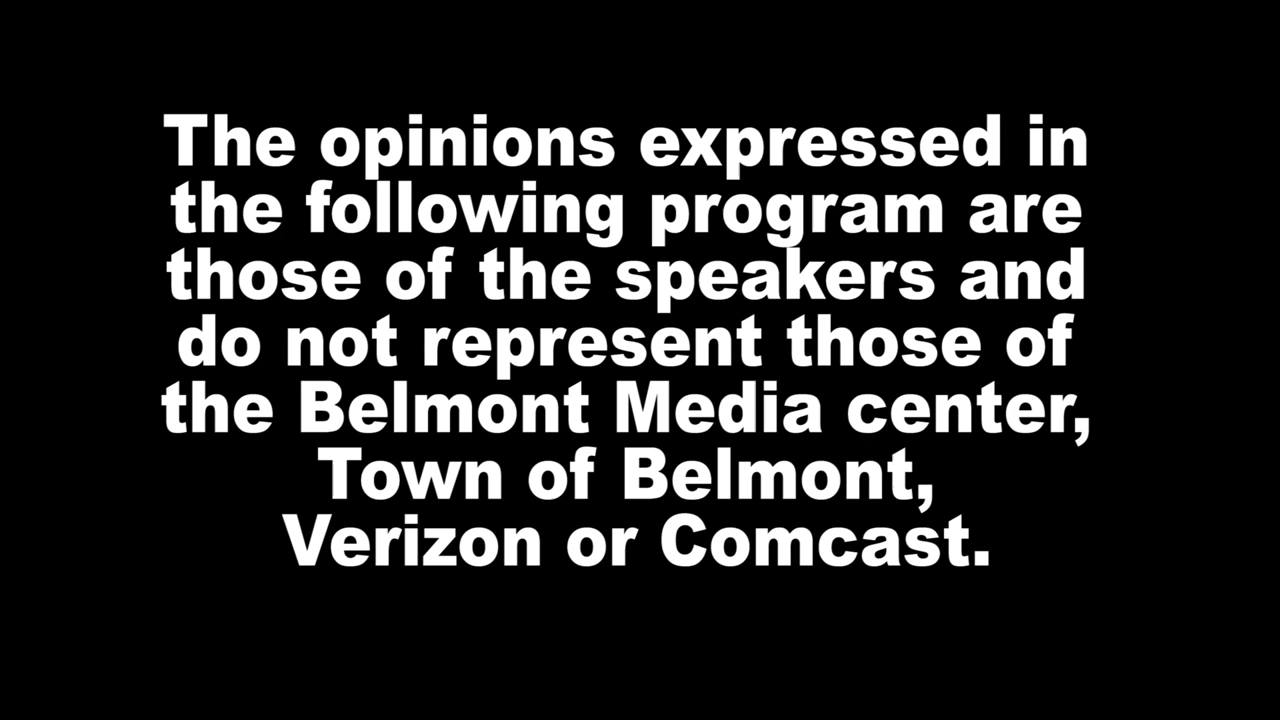 The opinions expressed in
the following program are
those of the speakers and
do not represent those of
the Belmont Media center,
Town of Belmont,
Verizon or Comcast.